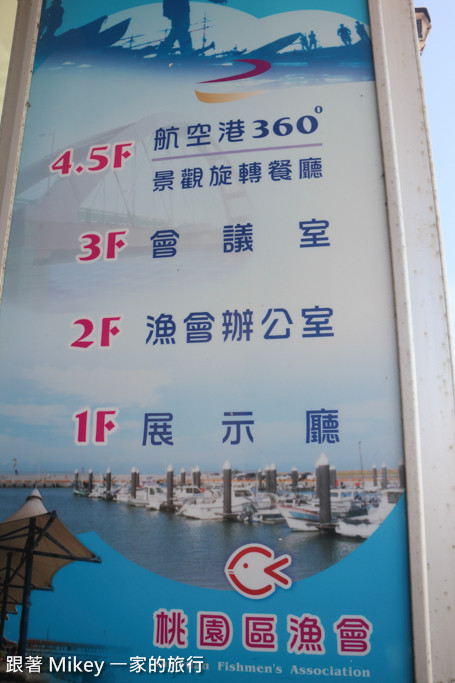 4.5F 航空港360°
景觀旋轉餐廳
3F 會議室
2F 漁會辦公室
1F 展示廳
桃園區漁會
Fishmen's Association
跟著 Mikey 一家的旅行